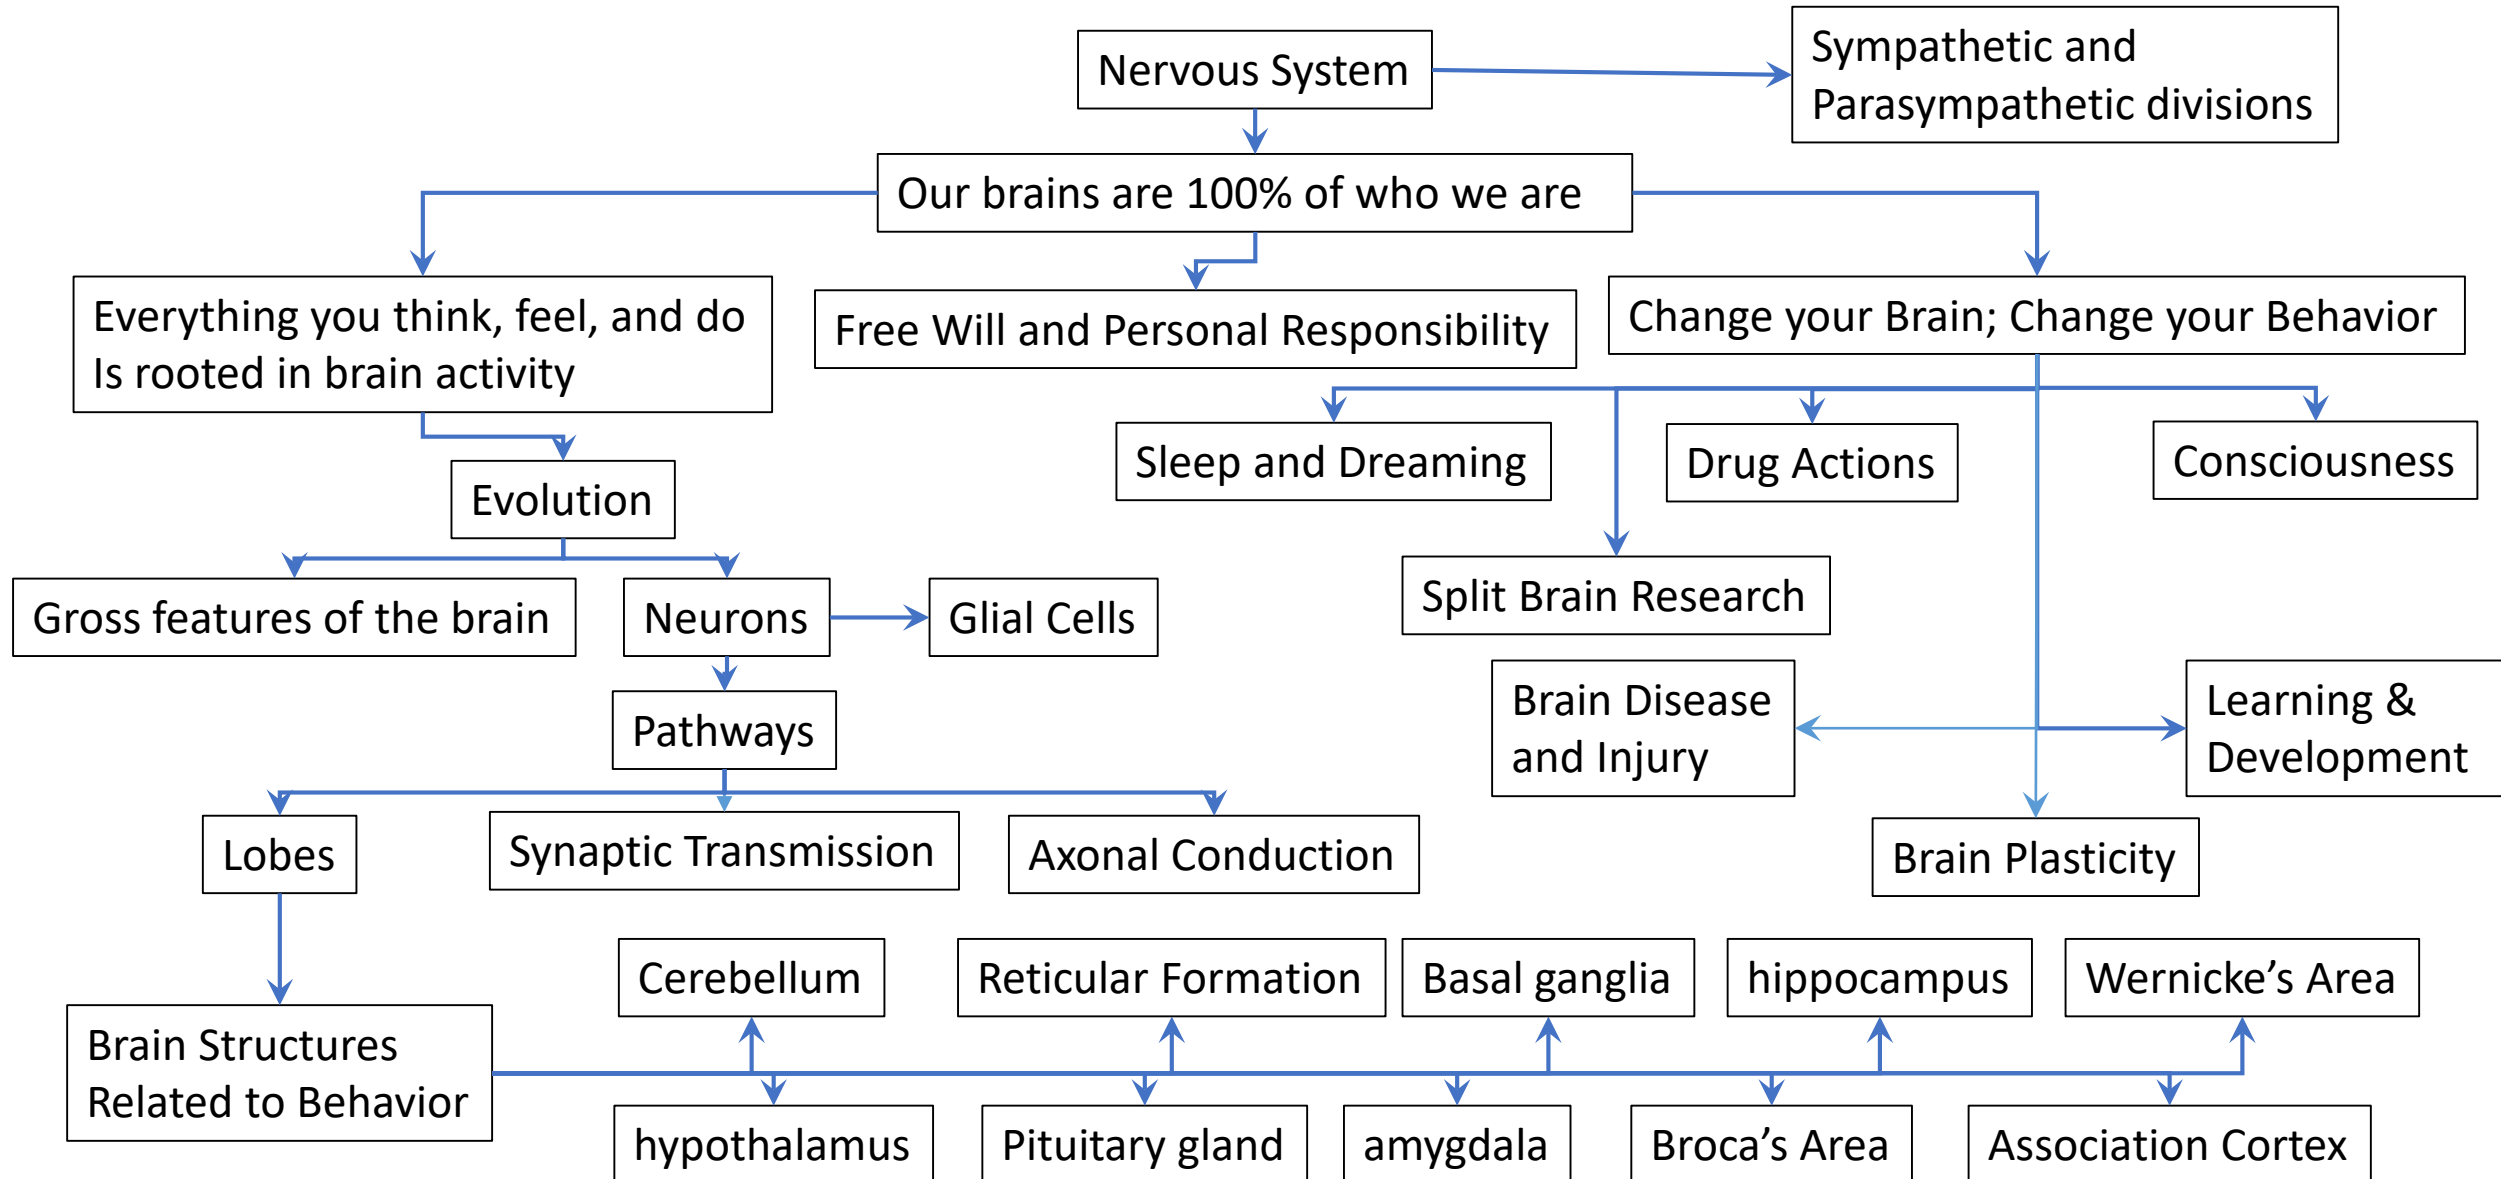 Nervous System
Sympathetic and
Parasympathetic divisions
Our brains are 100% of who we are
Everything you think, feel, and do
Is rooted in brain activity
Free Will and Personal Responsibility
Change your Brain; Change your Behavior
Sleep and Dreaming
Drug Actions
Consciousness
Evolution
Split Brain Research
Gross features of the brain
Neurons
Glial Cells
Brain Disease
and Injury
Learning &
Development
Pathways
Lobes
Synaptic Transmission
Axonal Conduction
Brain Plasticity
Cerebellum
Reticular Formation
Basal ganglia
hippocampus
Wernicke’s Area
Brain Structures
Related to Behavior
hypothalamus
Pituitary gland
amygdala
Broca’s Area
Association Cortex